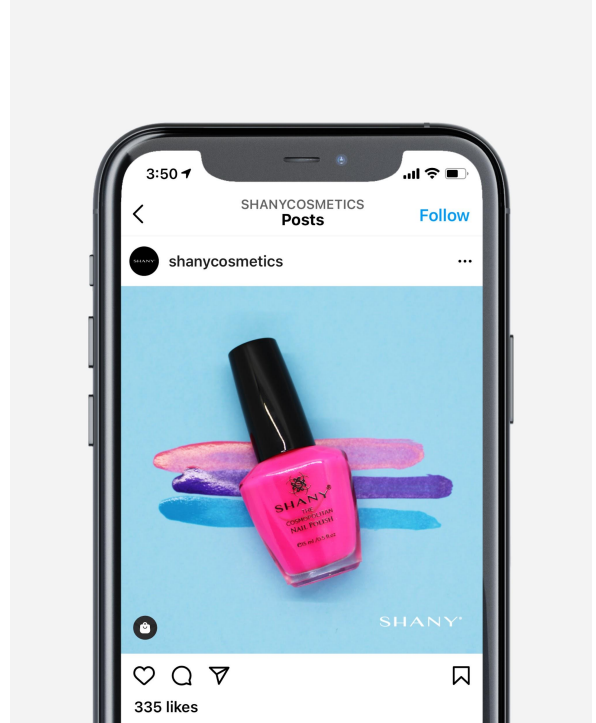 3:50
SHANYCOSMETICS
Posts
Follow
SHANY
shanycosmetics
SHANY®
THE
COSMOPOLITAN
NAIL POLISH
SHANY®
335 likes